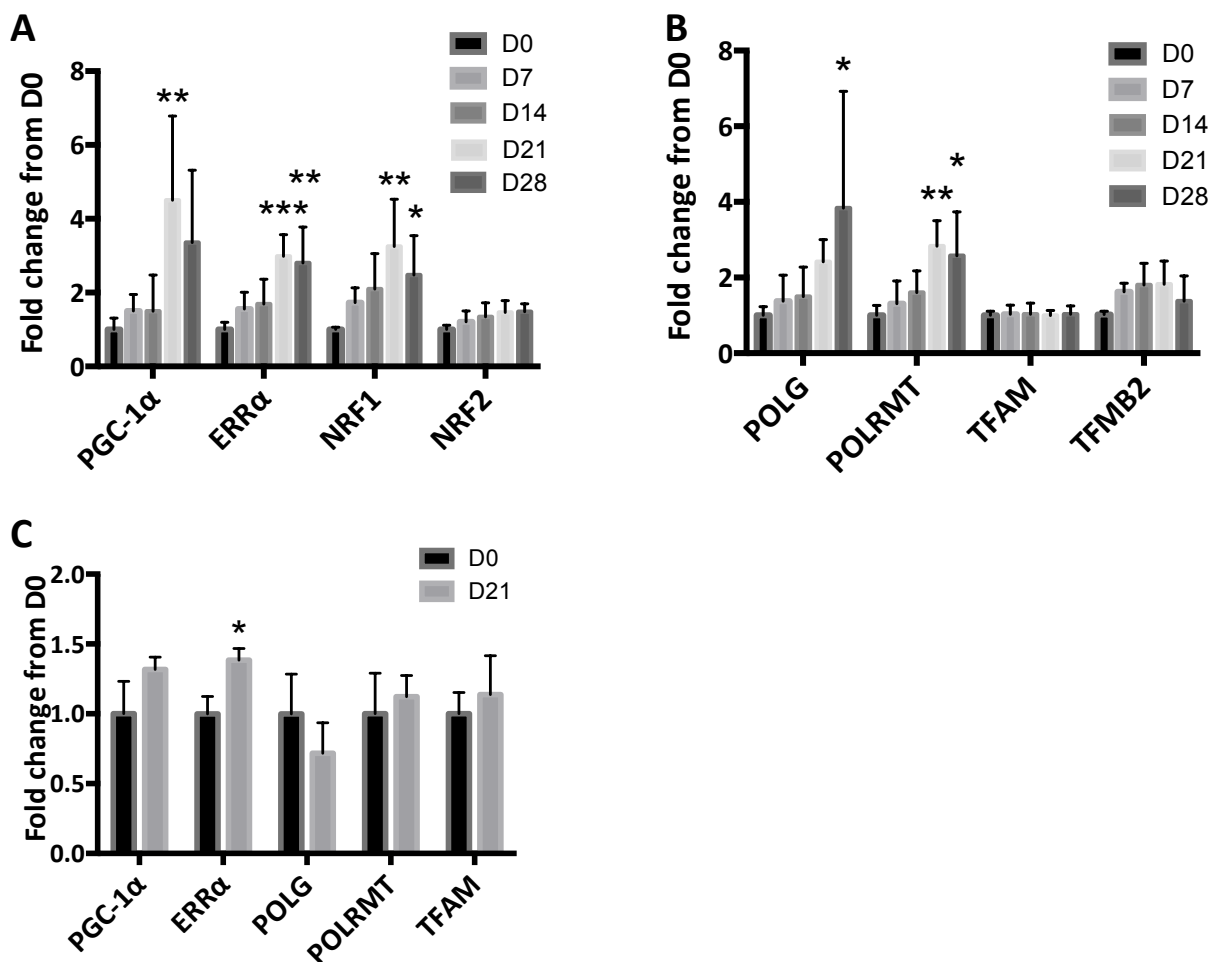 A
Fold change from D0
8
6
4
2
0
**
***
**
**
*
D0
D7
D14
D21
D28
PGC-1α
ERRα
NRF1
NRF2
B
Fold change from D0
8
6
4
2
0
*
**
*
D0
D7
D14
D21
D28
POLG
POLRMT
TFAM
TFMB2
C
Fold change from D0
2.0
1.5
1.0
0.5
0.0
*
D0
D21
PGC-1α
ERRα
POLG
POLRMT
TFAM